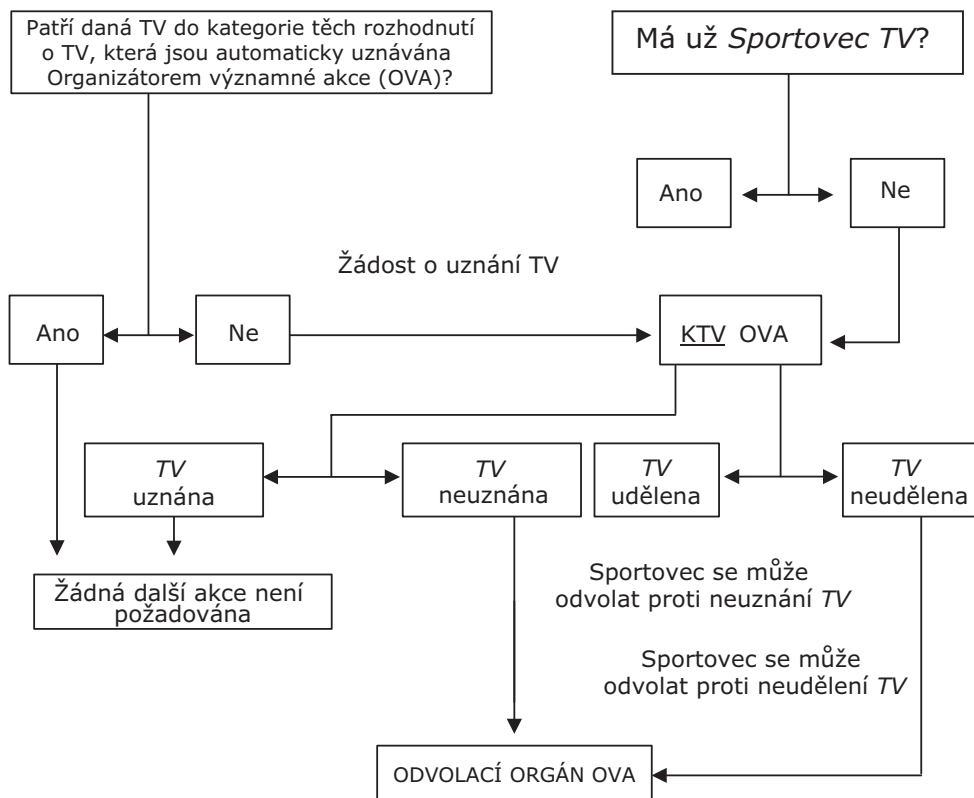 Patří daná TV do kategorie těch rozhodnutí
o TV, která jsou automaticky uznávána
Organizátorem významné akce (OVA)?
Má už Sportovec TV?
Ano
Ne
Žádost o uznání TV
Ano
Ne
KTV OVA
TV
uznána
TV
neuznána
TV
udělena
TV
neudělena
Žádná další akce není
požadována
Sportovec se může
odvolat proti neuznání TV
Sportovec se může
odvolat proti neudělení TV
ODVOLACÍ ORGÁN OVA